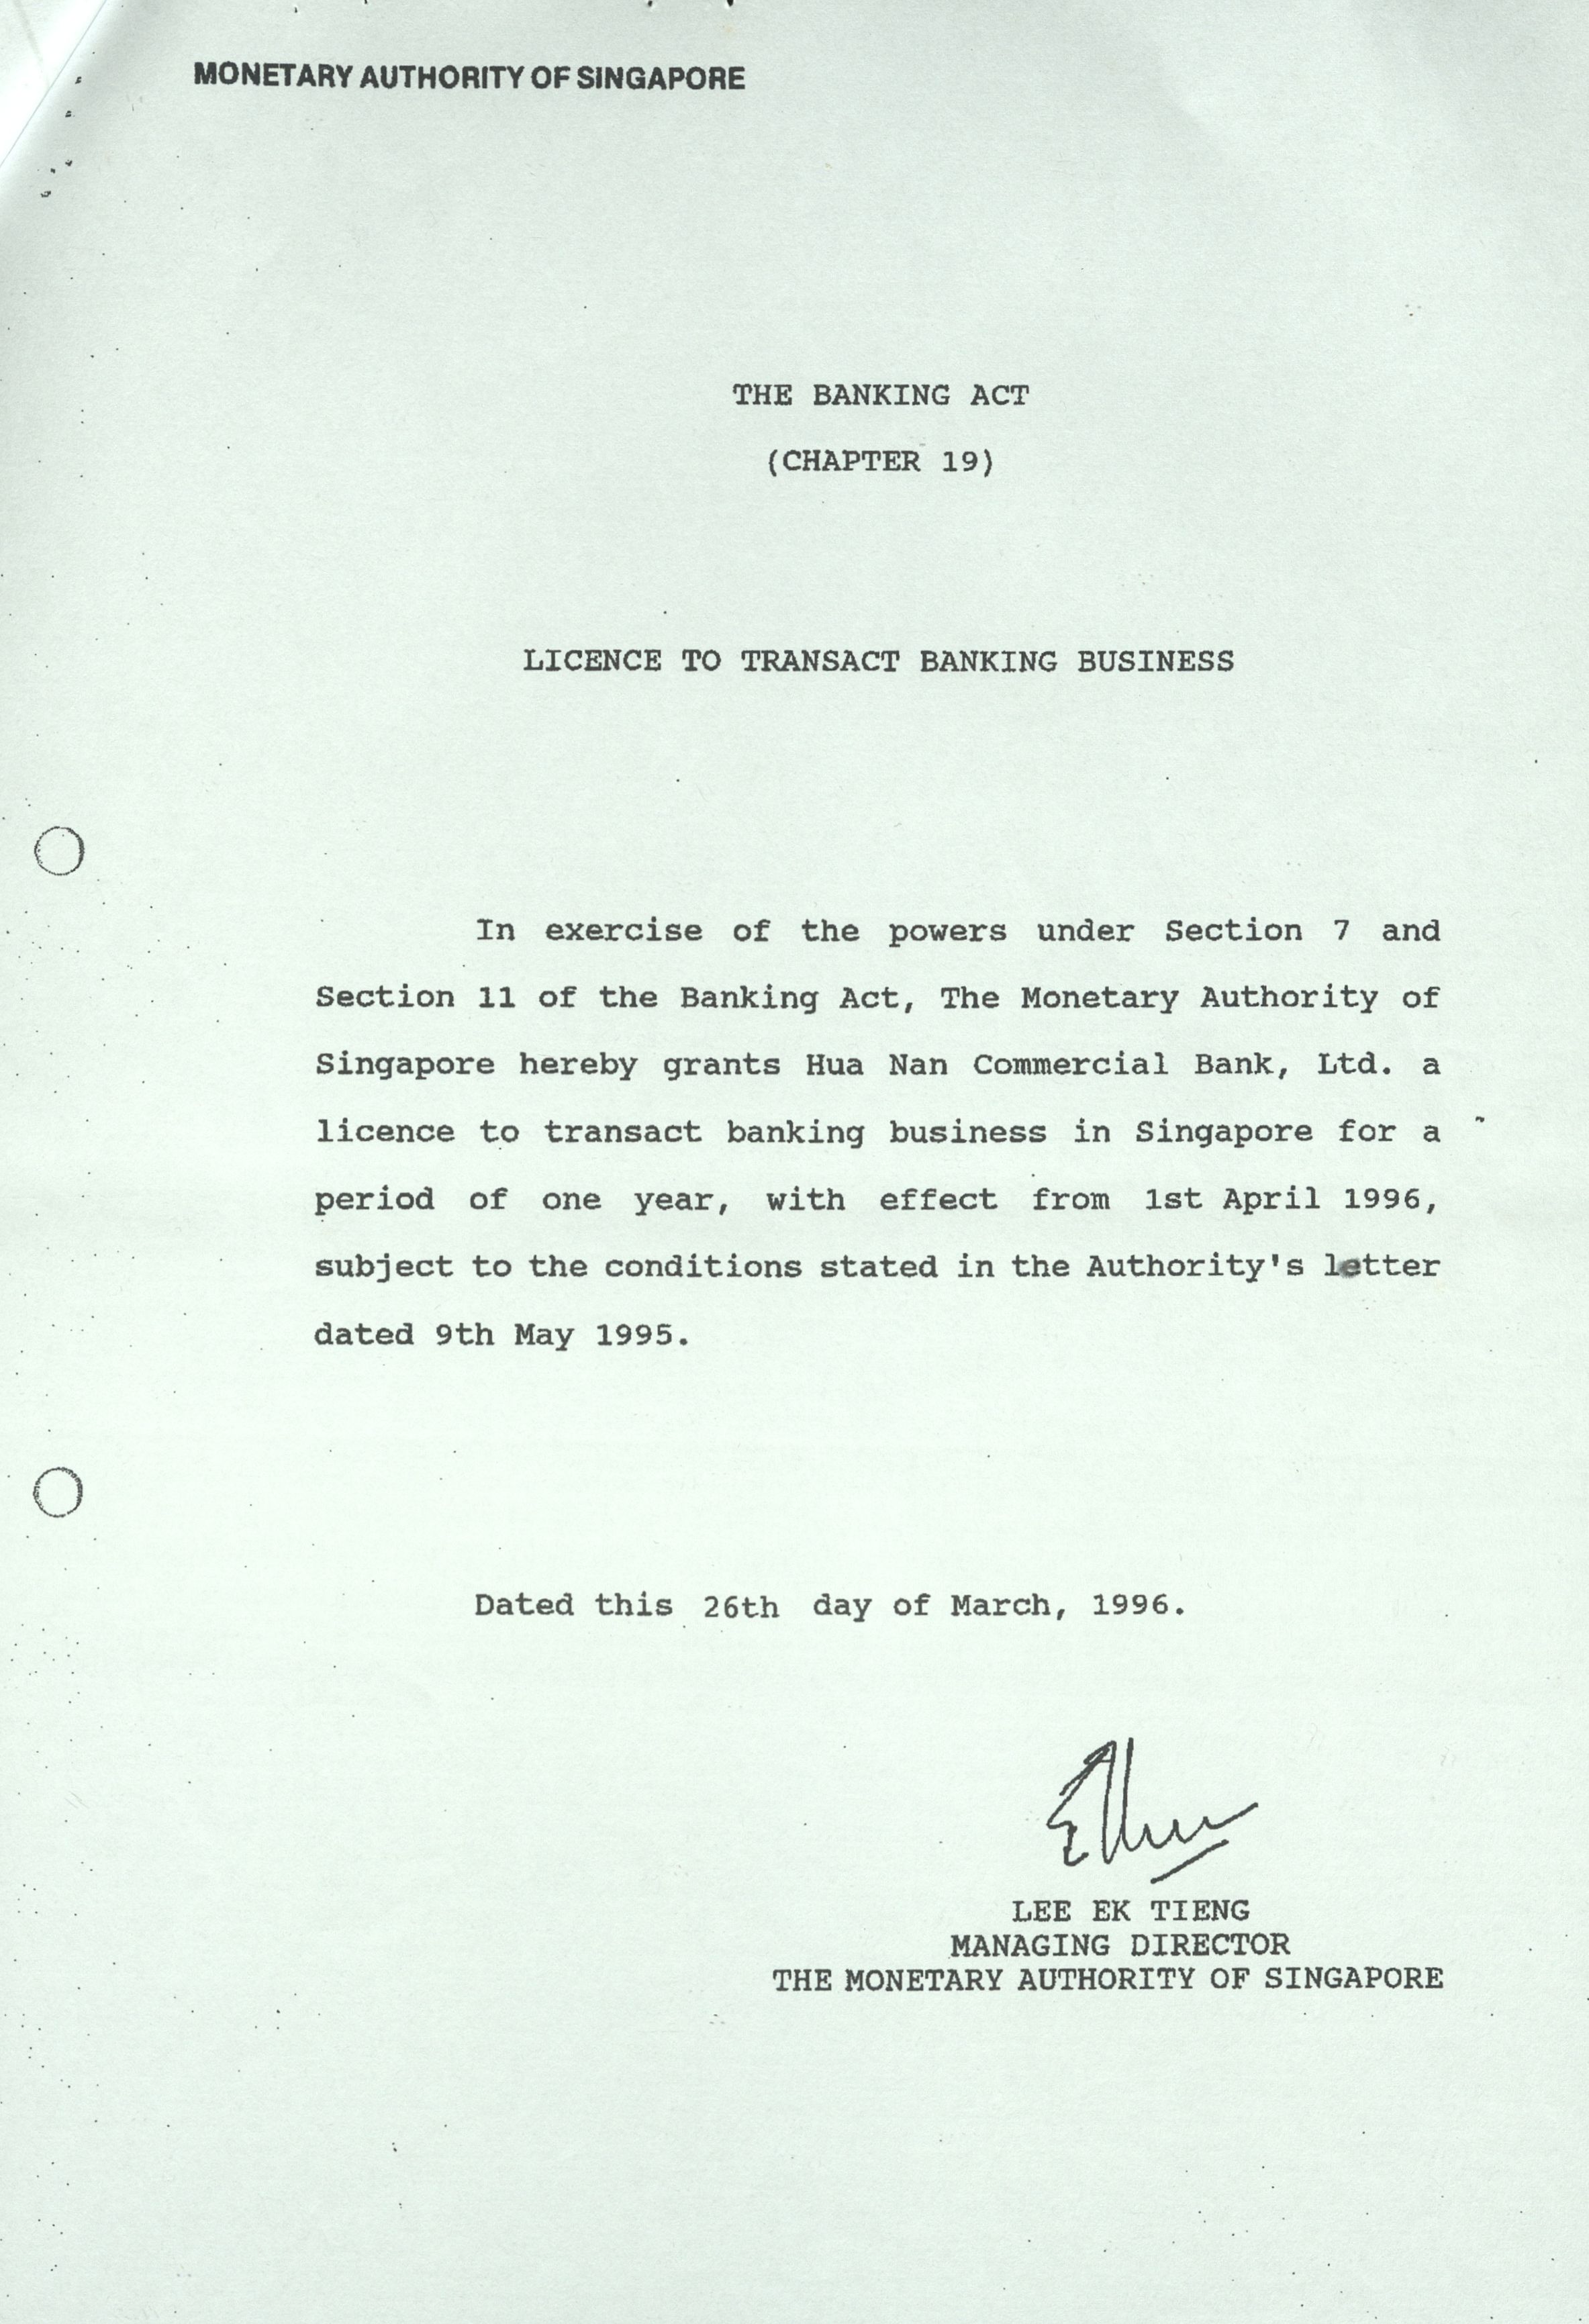 MONETARY AUTHORITY OF SINGAPORE
THE BANKING ACT
(CHAPTER 19)
LICENCE TO TRANSACT BANKING BUSINESS
In exercise of the powers under Section 7 and
Section 11 of the Banking Act, The Monetary Authority of
Singapore hereby grants Hua Nan Commercial Bank, Ltd. a
licence to transact banking business in Singapore for a
period of one year, with effect from 1st April 1996,
subject to the conditions stated in the Authority's letter
dated 9th May 1995.
Dated this 26th day of March, 1996.
LEE EK TIENG
MANAGING DIRECTOR
THE MONETARY AUTHORITY OF SINGAPORE